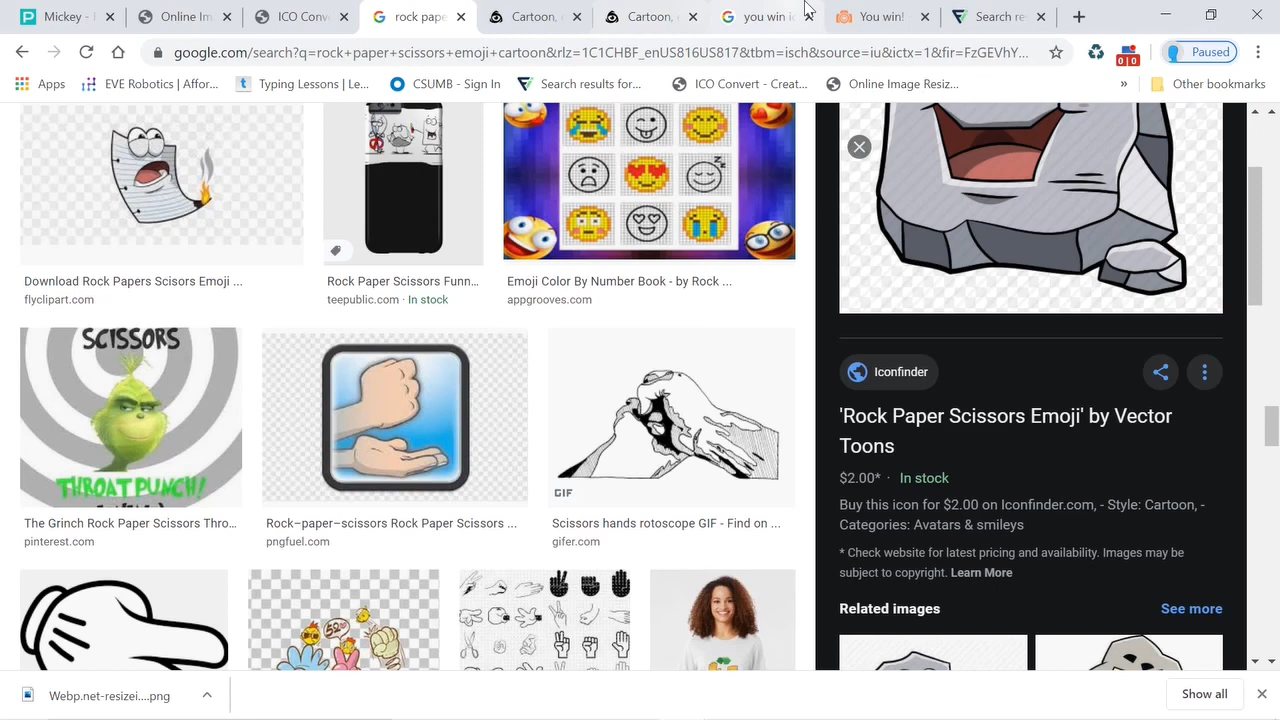 Mickey -
Online Im
ICO Conv
rock pape
Cartoon,
Cartoon,
you win i
You win!
Search re
google.com/search?q=rock+paper+scissors+emoji+cartoon&rlz=1C1CHBF_enUS816US817&tbm=isch&source=iu&ictx=1&fir=FzGEVhY...
0 0
Paused
Apps
EVE Robotics | Affor...
Typing Lessons | Le...
CSUMB - Sign In
Search results for...
ICO Convert - Creat...
Online Image Resiz...
»
Other bookmarks
Download Rock Papers Scisors Emoji ...
flyclipart.com
Rock Paper Scissors Funn...
teepublic.com · In stock
Emoji Color By Number Book - by Rock ...
appgrooves.com
SCISSORS
THROAT PUNCH!
GIF
The Grinch Rock Paper Scissors Thro...
pinterest.com
Rock–paper–scissors Rock Paper Scissors ...
pngfuel.com
Scissors hands rotoscope GIF - Find on ...
gifer.com
Iconfinder
'Rock Paper Scissors Emoji' by Vector
Toons
$2.00* · In stock
Buy this icon for $2.00 on Iconfinder.com, - Style: Cartoon, -
Categories: Avatars & smileys
* Check website for latest pricing and availability. Images may be
subject to copyright. Learn More
Related images
See more
Webp.net-resizei....png
Show all